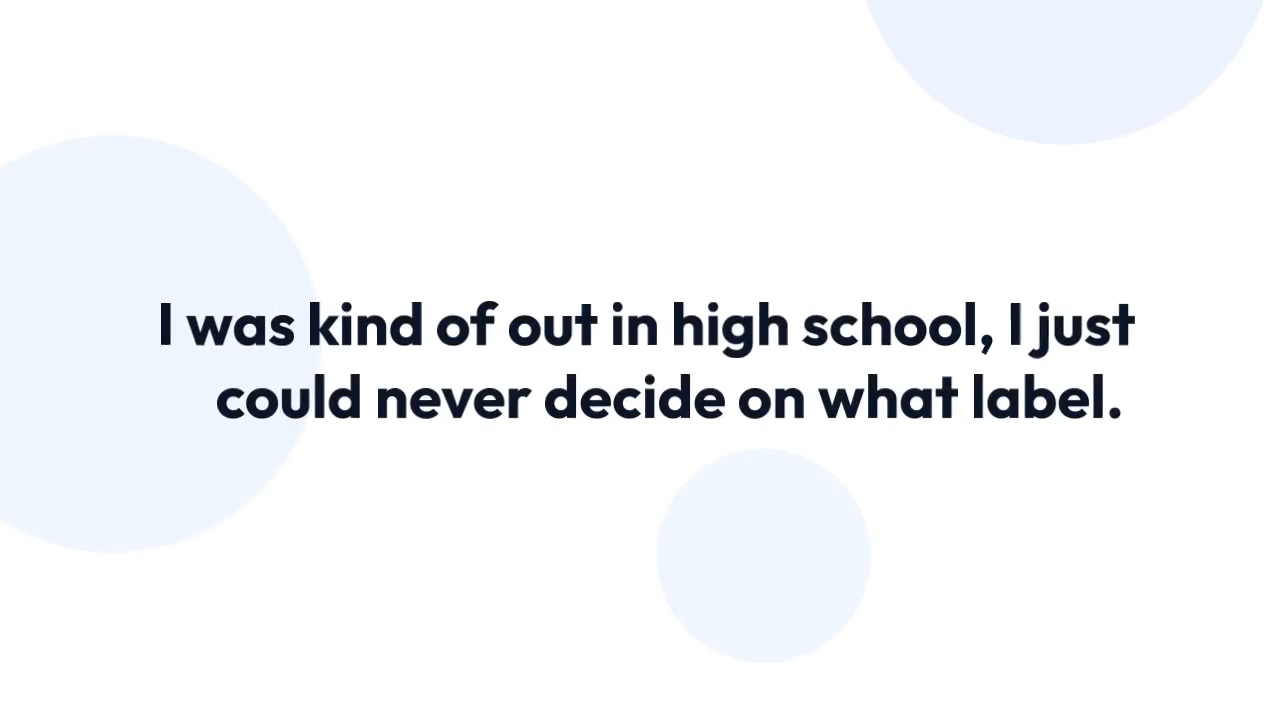 I was kind of out in high school, I just
could never decide on what label.